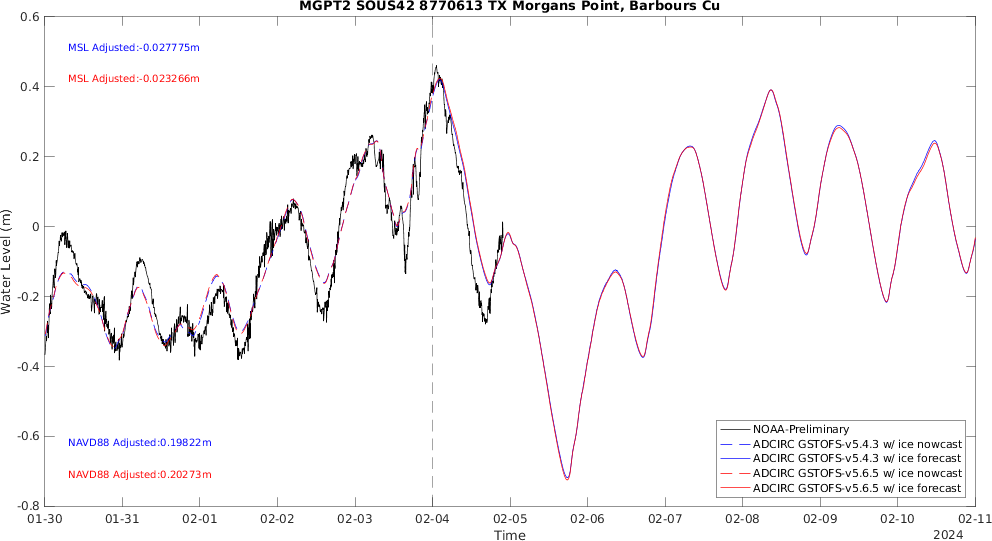 MGPT2 SOUS42 8770613 TX Morgans Point, Barbours Cu
MSL Adjusted:-0.027775m
MSL Adjusted:-0.023266m
NAVD88 Adjusted:0.19822m
NAVD88 Adjusted:0.20273m
Water Level (m)
0.6
0.4
0.2
0
-0.2
-0.4
-0.6
-0.8
NOAA-Preliminary
ADCIRC GSTOFS-v5.4.3 w/ ice nowcast
ADCIRC GSTOFS-v5.4.3 w/ ice forecast
ADCIRC GSTOFS-v5.6.5 w/ ice nowcast
ADCIRC GSTOFS-v5.6.5 w/ ice forecast
01-30 01-31 02-01 02-02 02-03 02-04 02-05 02-06 02-07 02-08 02-09 02-10 02-11
Time
2024